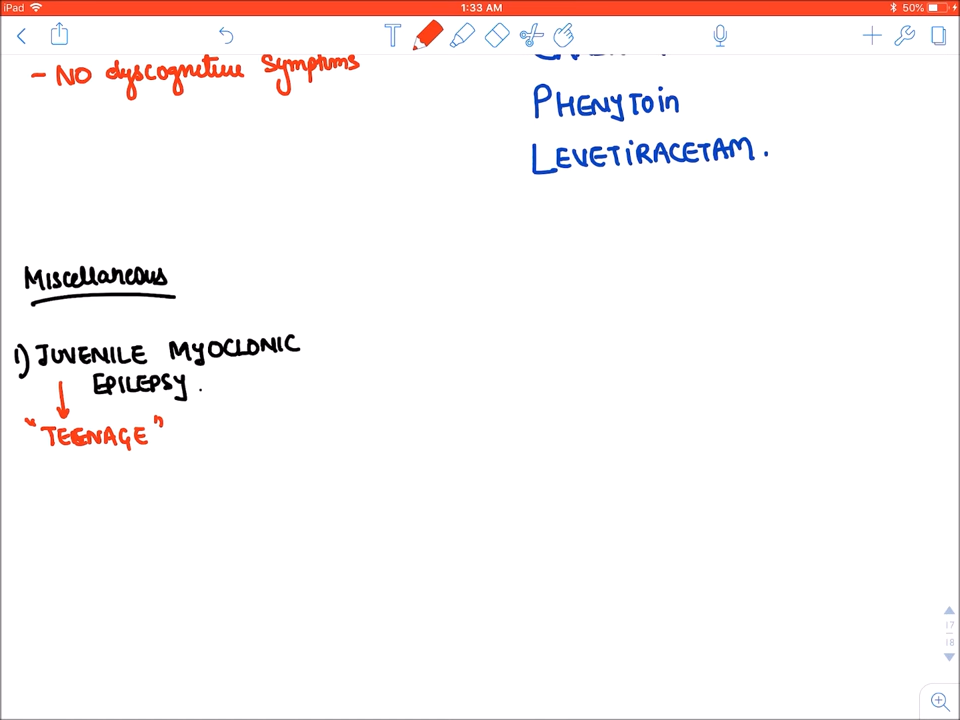 iPad
1:33 AM
50%
- NO dyscognetive Symptoms
PHENYTOin
LEVETiRACETAM.
Miscellaneous
1) JUVENILE MYOCLONIC
EPILEPSY.
"TEENAGE"
T
17
18